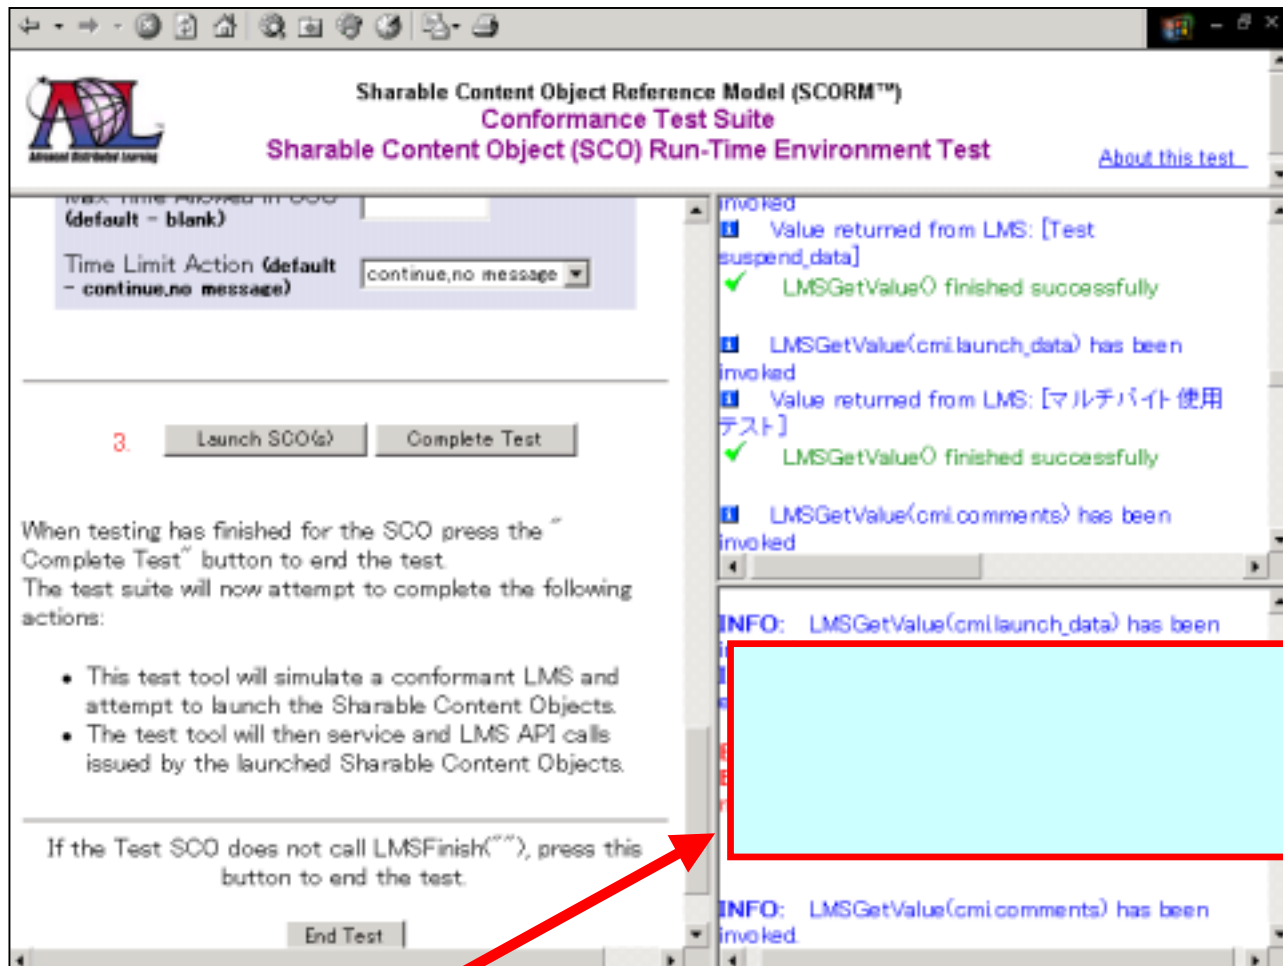 Advanced Distributed Learning
Sharable Content Object Reference Model (SCORM™)
Conformance Test Suite
Sharable Content Object (SCO) Run-Time Environment Test
About this test
Max Time Allowed in SCO
(default - blank)
Time Limit Action (default
- continue,no message)
continue,no message
3.
Launch SCO(s)
Complete Test
When testing has finished for the SCO press the "
Complete Test" button to end the test.
The test suite will now attempt to complete the following
actions:
• This test tool will simulate a conformant LMS and
attempt to launch the Sharable Content Objects.
• The test tool will then service and LMS API calls
issued by the launched Sharable Content Objects.
If the Test SCO does not call LMSFinish(""), press this
button to end the test.
End Test
invoked
Value returned from LMS: [Test
suspend_data]
LMSGetValue() finished successfully
LMSGetValue(cmi.launch_data) has been
invoked
Value returned from LMS: [マルチバイト使用
テスト]
LMSGetValue() finished successfully
LMSGetValue(cmi.comments) has been
invoked
INFO: LMSGetValue(cmi.launch_data) has been
INFO: LMSGetValue(cmi.comments) has been
invoked.